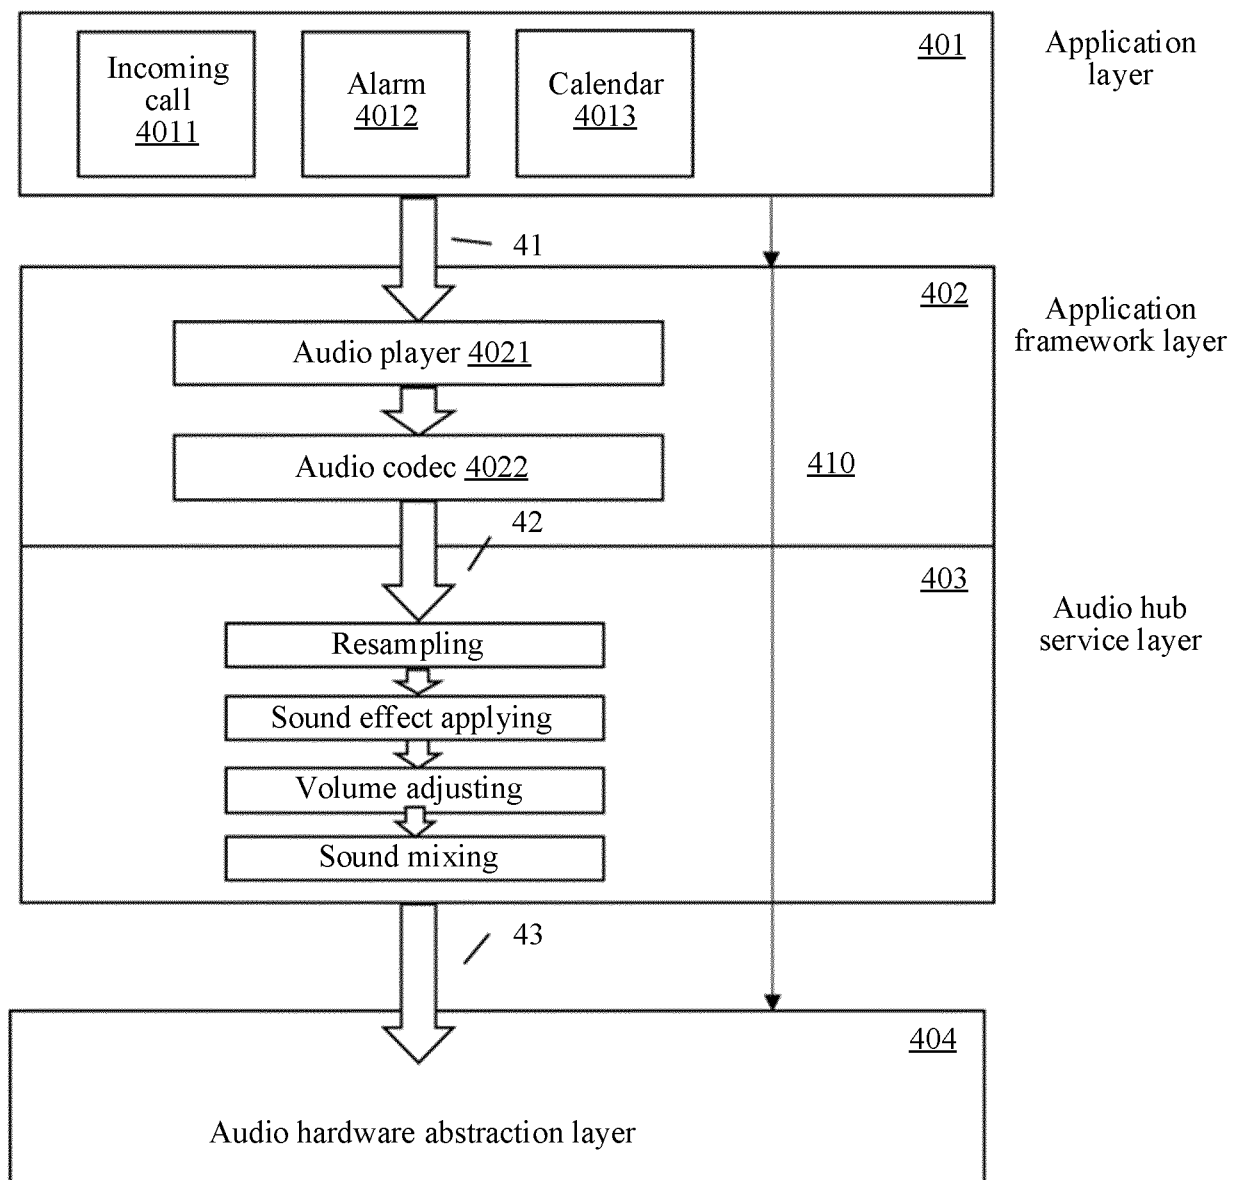 Incoming
call
4011
Alarm
4012
Calendar
4013
401
Application
layer
41
402
Application
framework layer
Audio player 4021
Audio codec 4022
410
42
403
Audio hub
service layer
Resampling
Sound effect applying
Volume adjusting
Sound mixing
43
404
Audio hardware abstraction layer